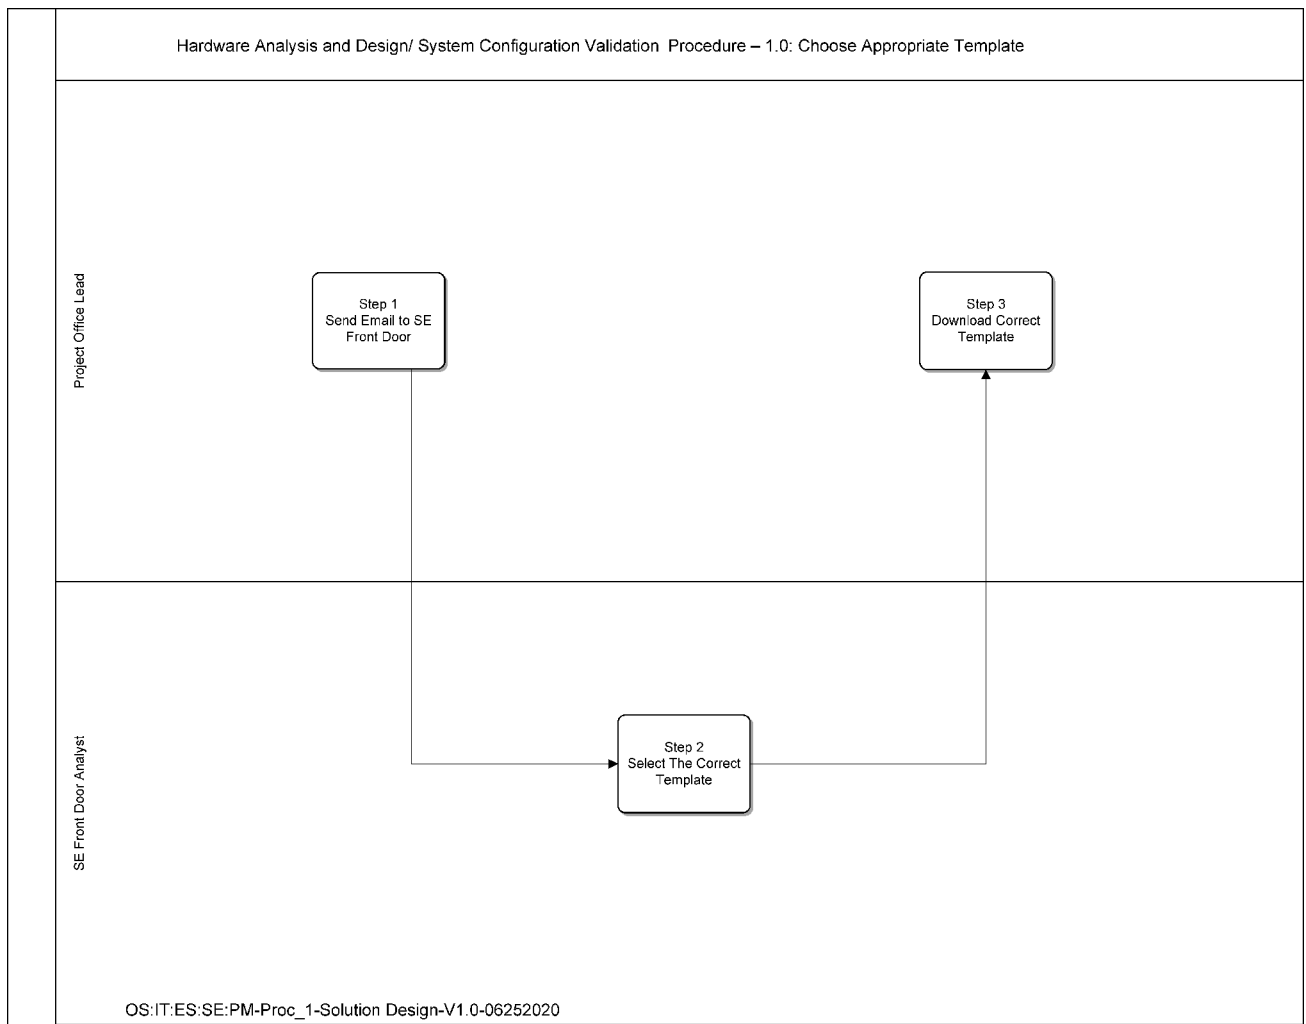 Hardware Analysis and Design/ System Configuration Validation  Procedure – 1.0: Choose Appropriate Template
Project Office Lead
Step 1
Send Email to SE
Front Door
Step 3
Download Correct
Template
SE Front Door Analyst
Step 2
Select The Correct
Template
OS:IT:ES:SE:PM-Proc_1-Solution Design-V1.0-06252020